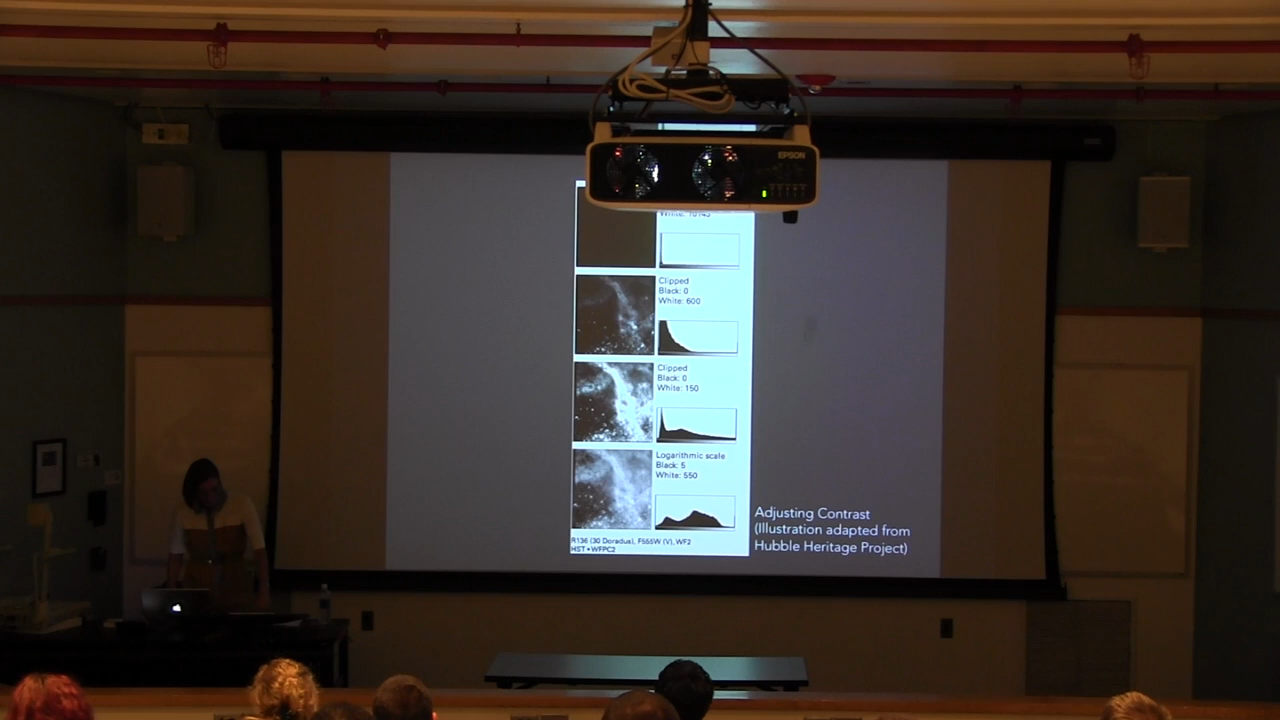 EPSON
Clipped
Black: 0
White: 600
Clipped
Black: 0
White: 150
Logarithmic scale
Black: 5
White: 550
R136 (30 Doradus), F555W (V), WF2
HST • WFPC2
Adjusting Contrast
(Illustration adapted from
Hubble Heritage Project)